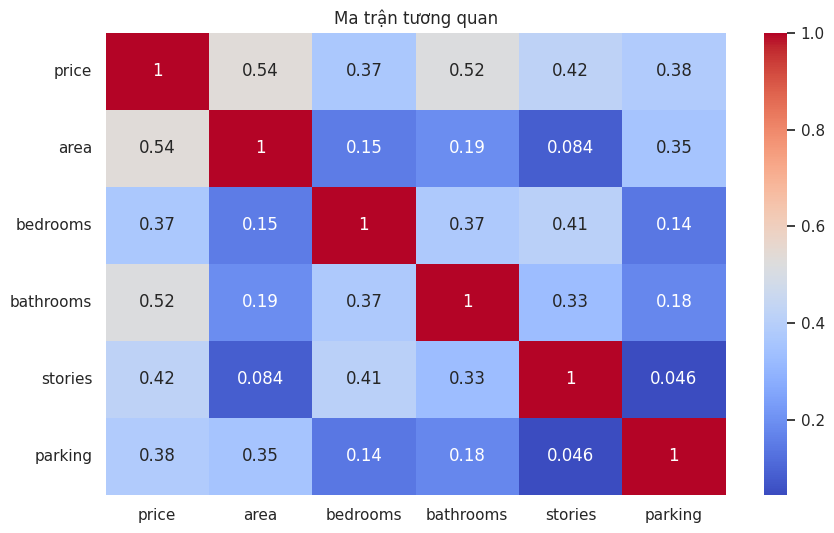 Ma trận tương quan
price 1 0.54 0.37 0.52 0.42 0.38
area 0.54 1 0.15 0.19 0.084 0.35
bedrooms 0.37 0.15 1 0.37 0.41 0.14
bathrooms 0.52 0.19 0.37 1 0.33 0.18
stories 0.42 0.084 0.41 0.33 1 0.046
parking 0.38 0.35 0.14 0.18 0.046 1
price area bedrooms bathrooms stories parking
1.0
0.8
0.6
0.4
0.2